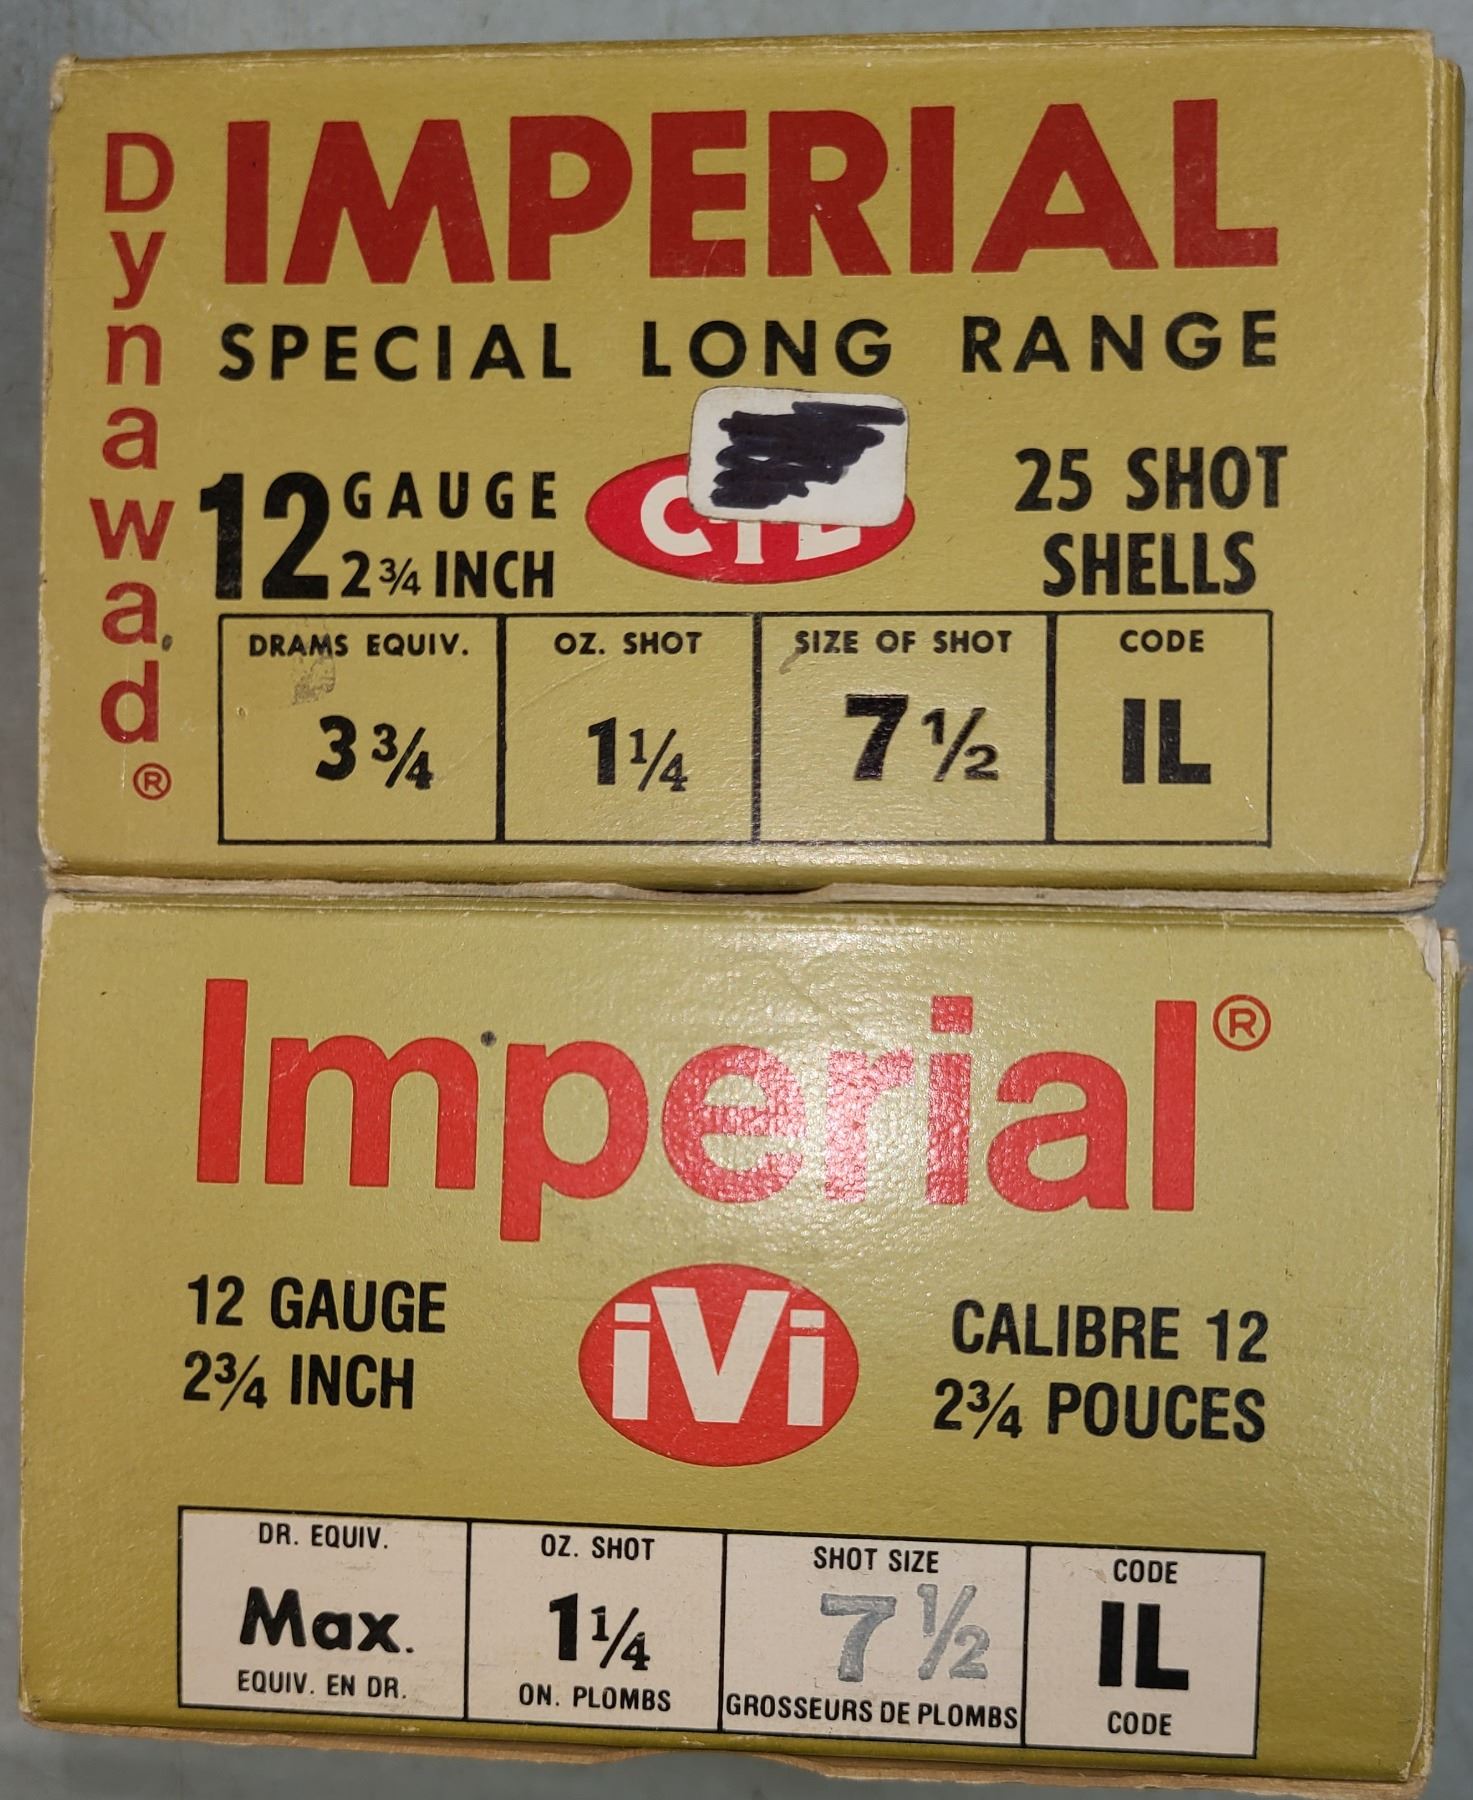 Dynawad®
IMPERIAL
SPECIAL LONG RANGE
12 GAUGE
2¾ INCH
25 SHOT
SHELLS
DRAMS EQUIV. OZ. SHOT SIZE OF SHOT CODE
3¾ 1¼ 7½ IL
Imperial®
12 GAUGE
2¾ INCH
iVi
CALIBRE 12
2¾ POUCES
DR. EQUIV. OZ. SHOT SHOT SIZE CODE
Max. 1¼ 7½ IL
EQUIV. EN DR. ON. PLOMBS GROSSEURS DE PLOMBS CODE